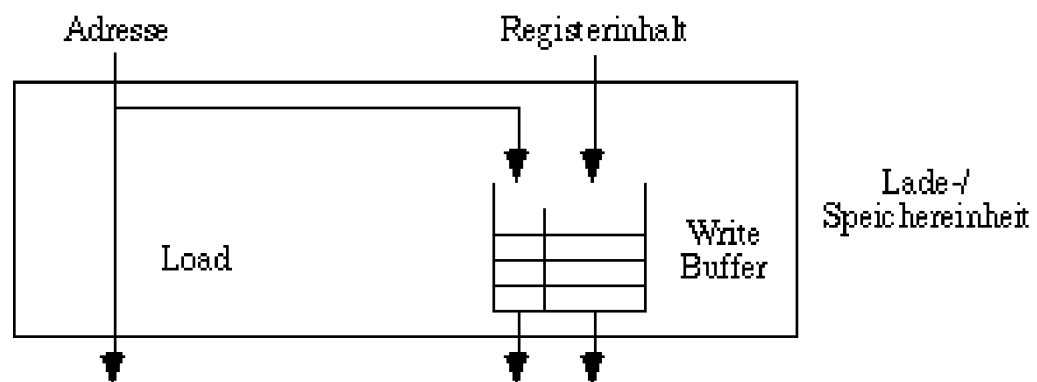 Adresse
Registerinhalt
Lade-/
Speichereinheit
Write
Buffer
Load